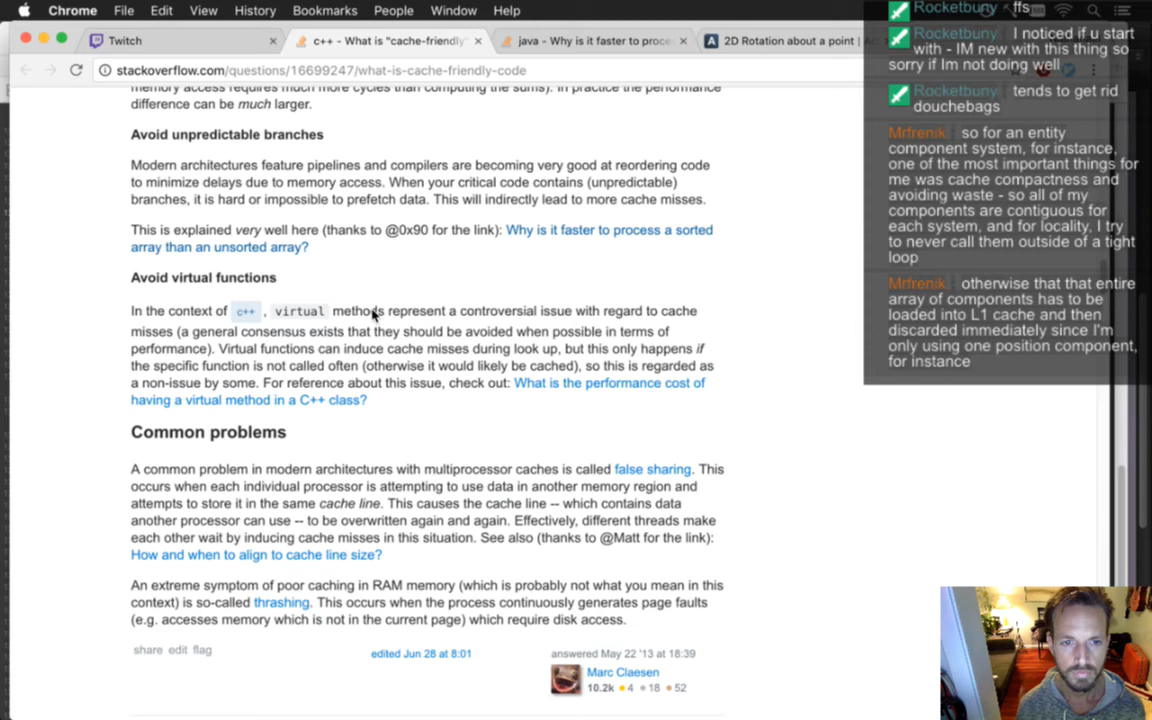 Chrome File Edit View History Bookmarks People Window Help
Twitch
c++ - What is "cache-friendly"
java - Why is it faster to proce
2D Rotation about a point
stackoverflow.com/questions/16699247/what-is-cache-friendly-code
memory access requires much more cycles than computing the sums). In practice the performance
difference can be much larger.
Avoid unpredictable branches
Modern architectures feature pipelines and compilers are becoming very good at reordering code
to minimize delays due to memory access. When your critical code contains (unpredictable)
branches, it is hard or impossible to prefetch data. This will indirectly lead to more cache misses.
This is explained very well here (thanks to @0x90 for the link): Why is it faster to process a sorted
array than an unsorted array?
Avoid virtual functions
In the context of c++ , virtual methods represent a controversial issue with regard to cache
misses (a general consensus exists that they should be avoided when possible in terms of
performance). Virtual functions can induce cache misses during look up, but this only happens if
the specific function is not called often (otherwise it would likely be cached), so this is regarded as
a non-issue by some. For reference about this issue, check out: What is the performance cost of
having a virtual method in a C++ class?
Common problems
A common problem in modern architectures with multiprocessor caches is called false sharing. This
occurs when each individual processor is attempting to use data in another memory region and
attempts to store it in the same cache line. This causes the cache line -- which contains data
another processor can use -- to be overwritten again and again. Effectively, different threads make
each other wait by inducing cache misses in this situation. See also (thanks to @Matt for the link):
How and when to align to cache line size?
An extreme symptom of poor caching in RAM memory (which is probably not what you mean in this
context) is so-called thrashing. This occurs when the process continuously generates page faults
(e.g. accesses memory which is not in the current page) which require disk access.
share edit flag
edited Jun 28 at 8:01
answered May 22 '13 at 18:39
Marc Claesen
10.2k 4 18 52
Rocketbuny ffs
Rocketbuny I noticed if u start
with - IM new with this thing so
sorry if Im not doing well
Rocketbuny tends to get rid
douchebags
Mrfrenik so for an entity
component system, for instance,
one of the most important things for
me was cache compactness and
avoiding waste - so all of my
components are contiguous for
each system, and for locality, I try
to never call them outside of a tight
loop
Mrfrenik otherwise that that entire
array of components has to be
loaded into L1 cache and then
discarded immediately since I'm
only using one position component,
for instance